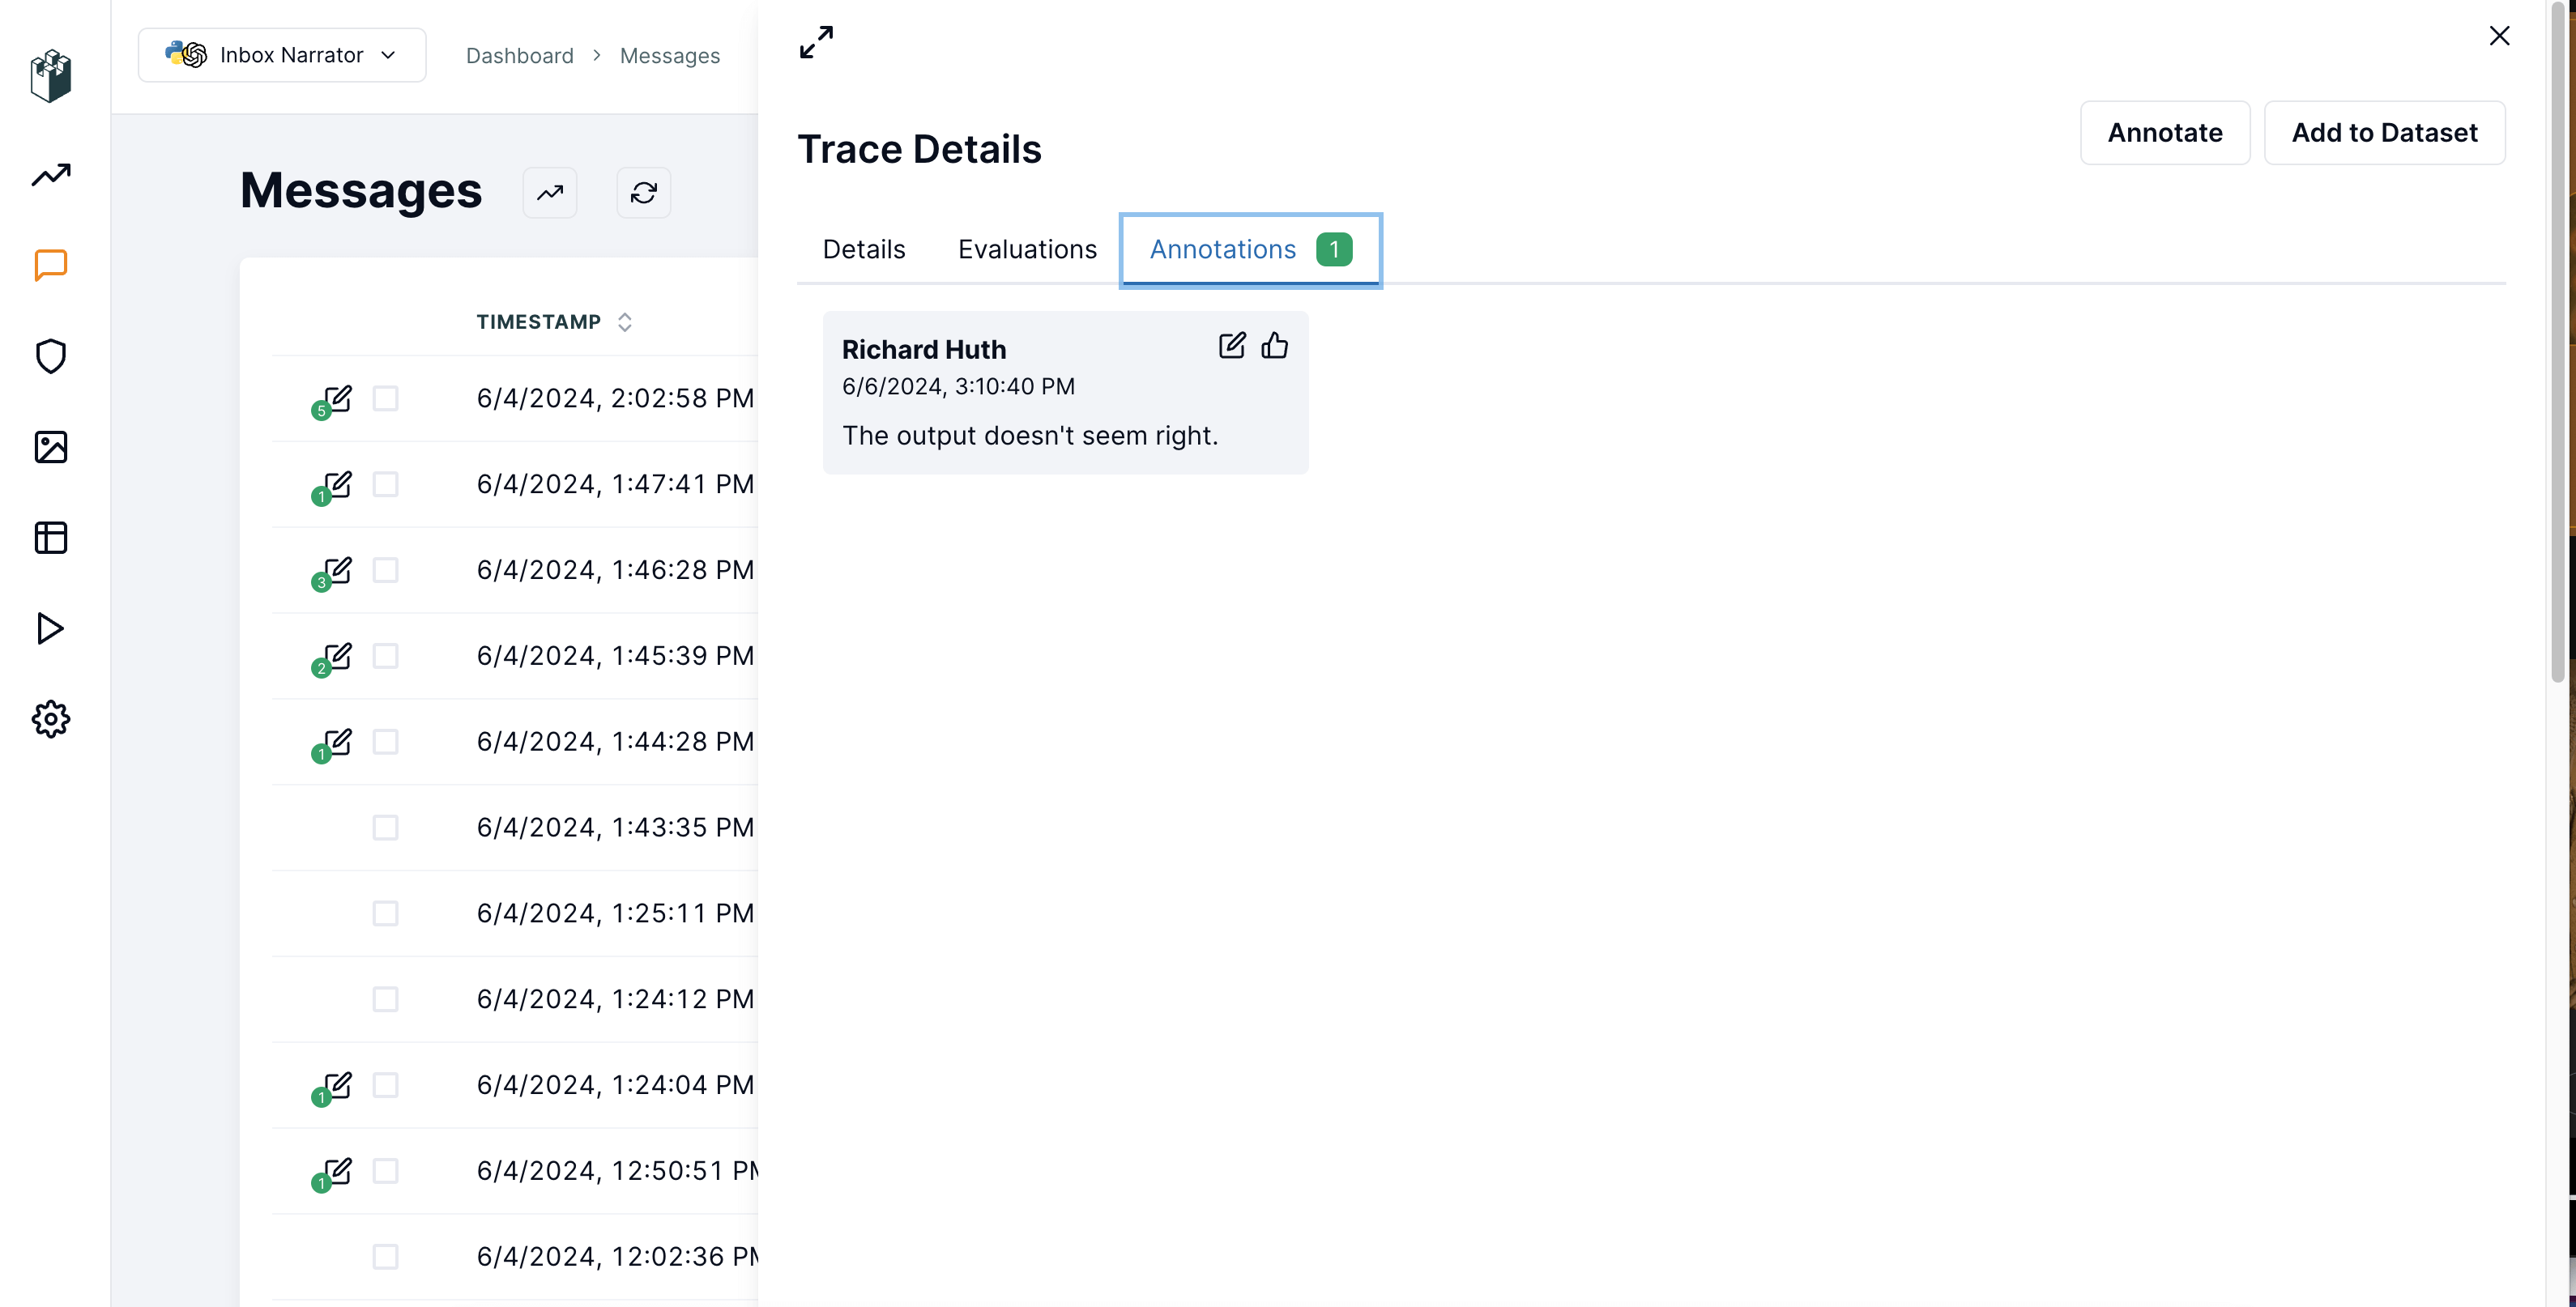 Inbox Narrator
Dashboard > Messages
Messages
TIMESTAMP
5 6/4/2024, 2:02:58 PM
1 6/4/2024, 1:47:41 PM
3 6/4/2024, 1:46:28 PM
2 6/4/2024, 1:45:39 PM
1 6/4/2024, 1:44:28 PM
6/4/2024, 1:43:35 PM
6/4/2024, 1:25:11 PM
6/4/2024, 1:24:12 PM
1 6/4/2024, 1:24:04 PM
1 6/4/2024, 12:50:51 PM
6/4/2024, 12:02:36 PM
Trace Details
Annotate Add to Dataset
Details Evaluations Annotations 1
Richard Huth
6/6/2024, 3:10:40 PM
The output doesn't seem right.